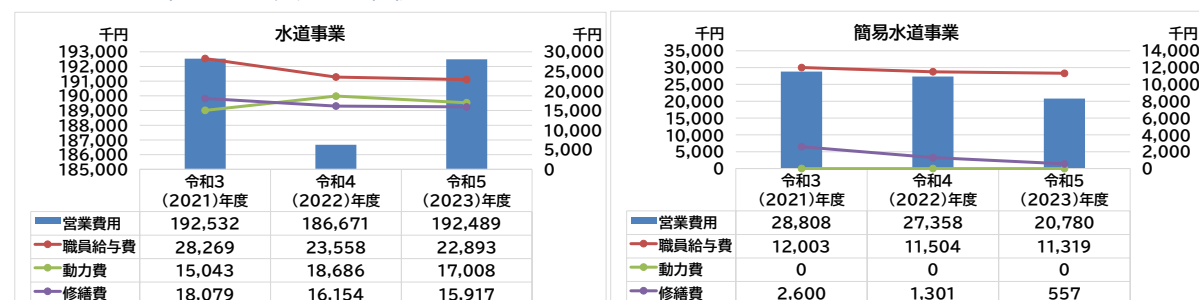 水道事業
千円 千円
193,000
192,000
191,000
190,000
189,000
188,000
187,000
186,000
185,000
30,000
25,000
20,000
15,000
10,000
5,000
0
令和3 令和4 令和5
(2021)年度 (2022)年度 (2023)年度
営業費用 192,532 186,671 192,489
職員給与費 28,269 23,558 22,893
動力費 15,043 18,686 17,008
修繕費 18,079 16,154 15,917
簡易水道事業
千円 千円
35,000
30,000
25,000
20,000
15,000
10,000
5,000
0
14,000
12,000
10,000
8,000
6,000
4,000
2,000
0
令和3 令和4 令和5
(2021)年度 (2022)年度 (2023)年度
営業費用 28,808 27,358 20,780
職員給与費 12,003 11,504 11,319
動力費 0 0 0
修繕費 2,600 1,301 557